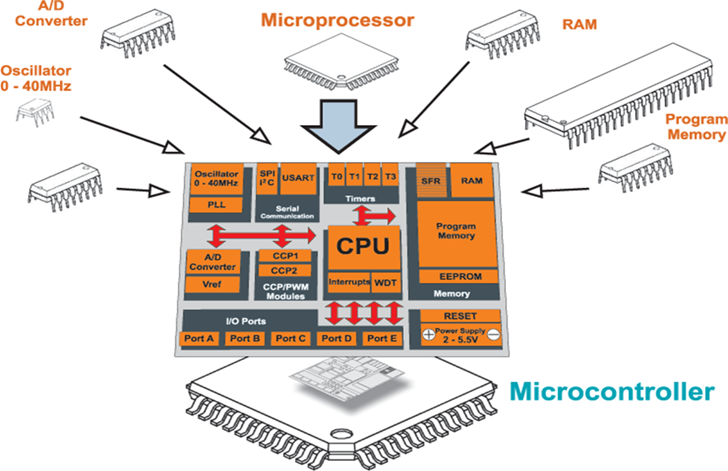 A/D
Converter
Microprocessor
RAM
Oscillator
0 - 40MHz
Program
Memory
Oscillator
0 - 40MHz
PLL
SPI
I²C
USART
Serial
Communication
T0
T1
T2
T3
Timers
SFR
RAM
Program
Memory
EEPROM
Memory
A/D
Converter
Vref
CCP1
CCP2
CCP/PWM
Modules
CPU
Interrupts
WDT
I/O Ports
Port A
Port B
Port C
Port D
Port E
RESET
+
Power Supply
2 - 5.5V
−
Microcontroller